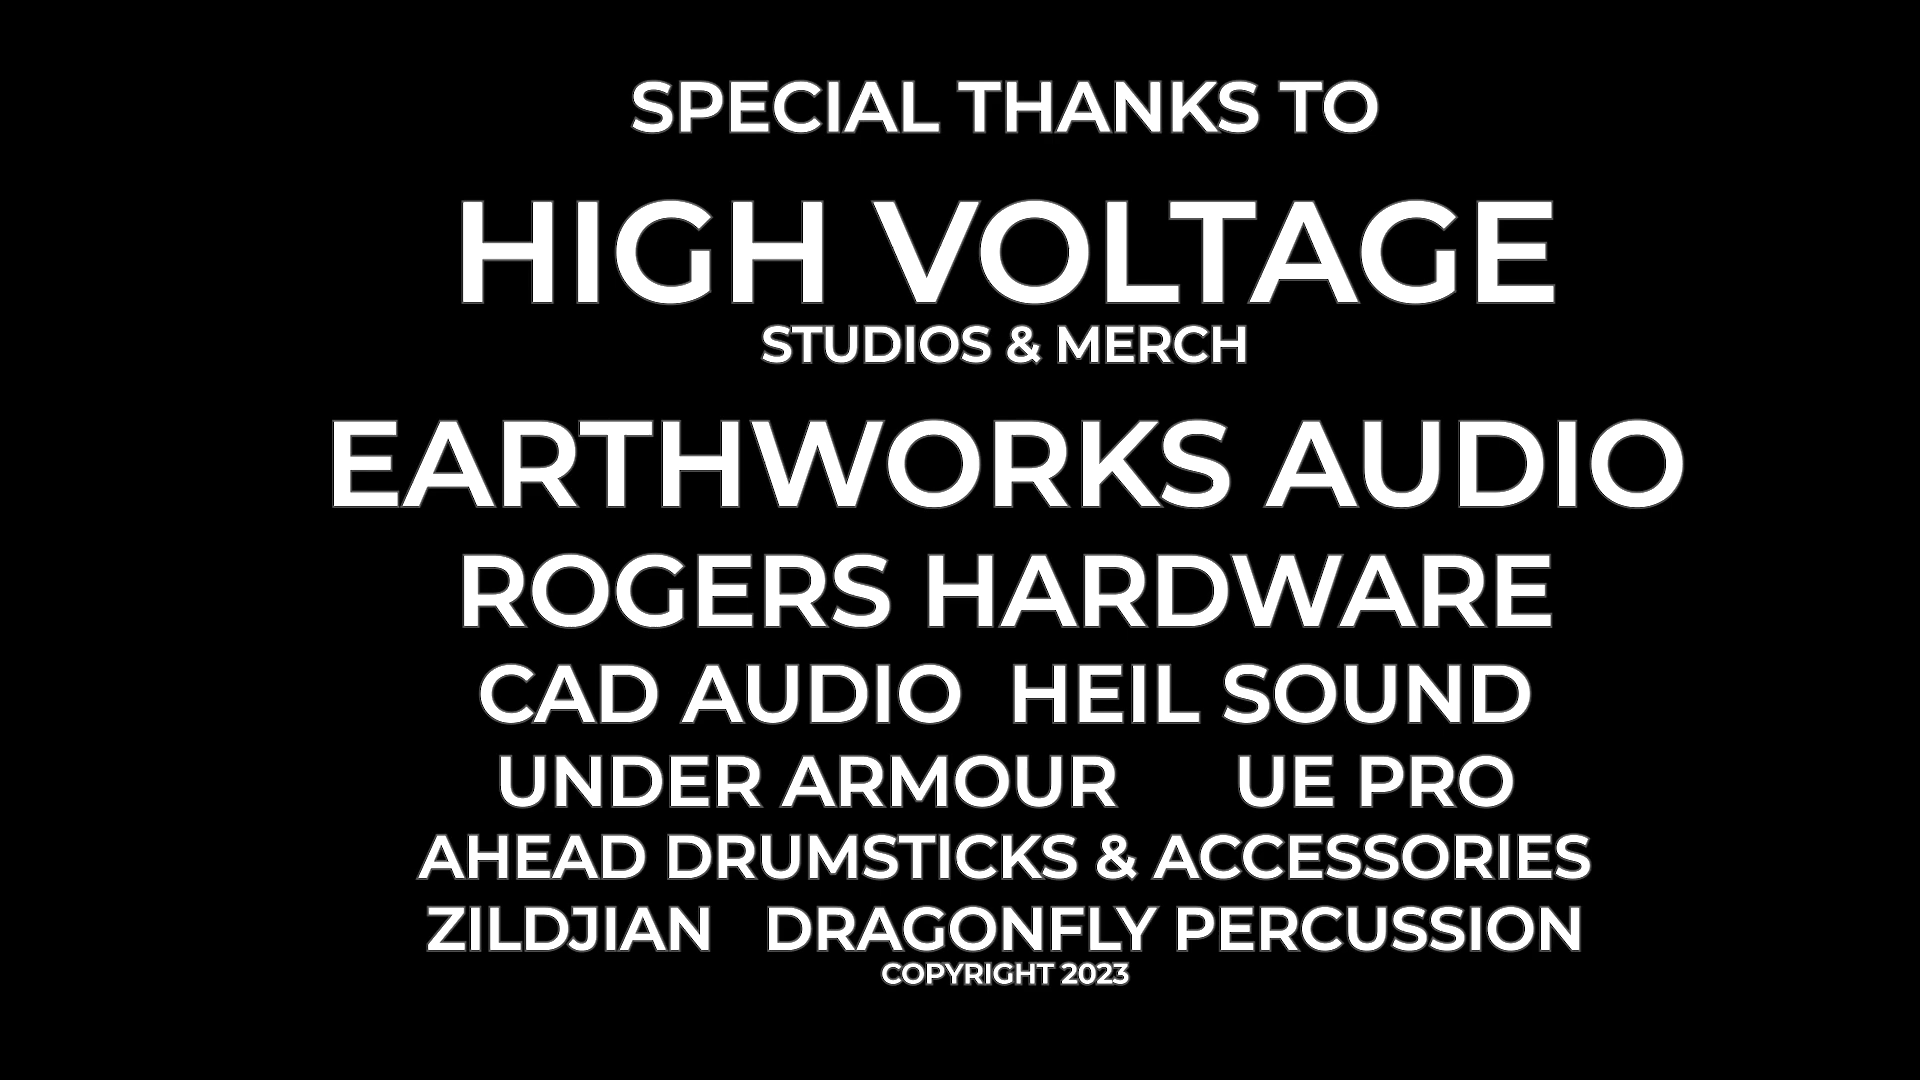 SPECIAL THANKS TO
HIGH VOLTAGE
STUDIOS & MERCH
EARTHWORKS AUDIO
ROGERS HARDWARE
CAD AUDIO HEIL SOUND
UNDER ARMOUR UE PRO
AHEAD DRUMSTICKS & ACCESSORIES
ZILDJIAN DRAGONFLY PERCUSSION
COPYRIGHT 2023